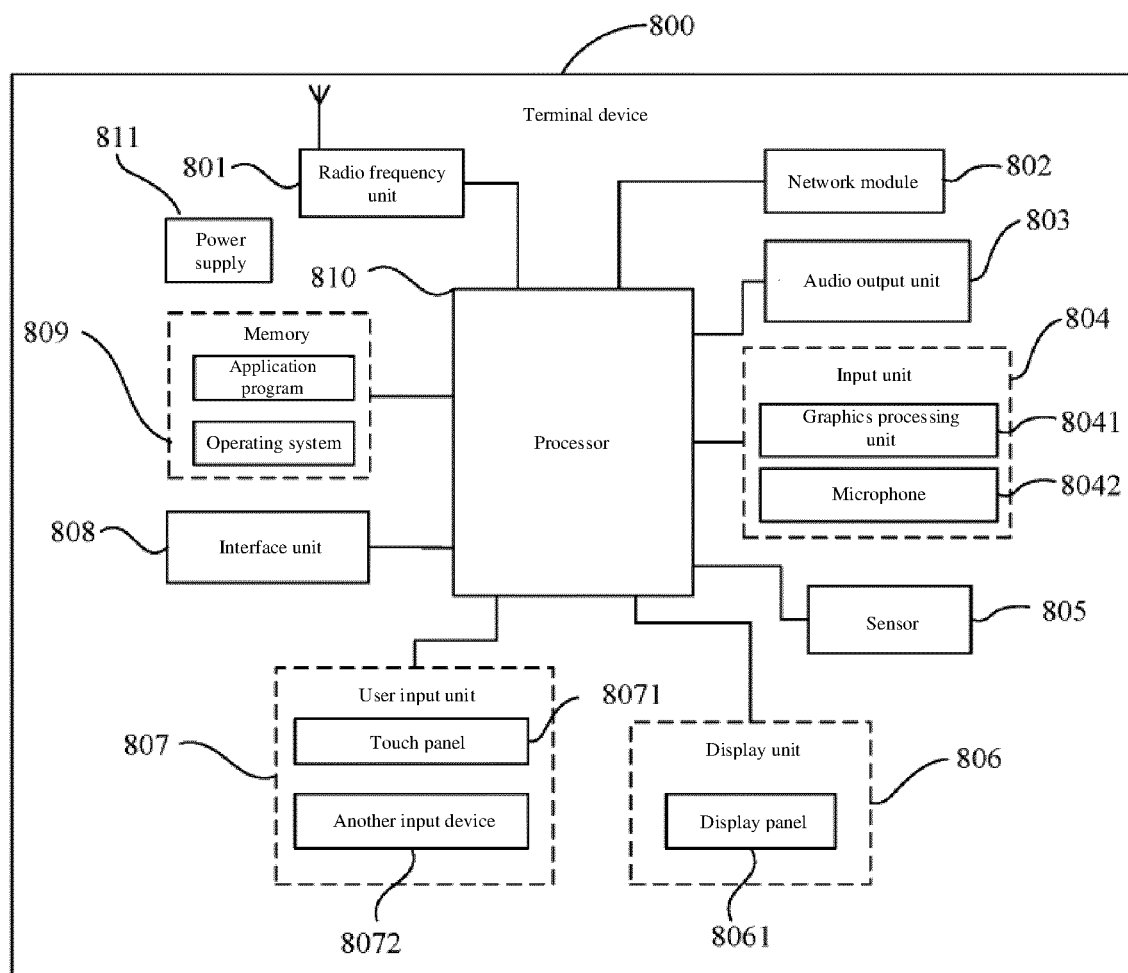 800
Terminal device
811
801
Radio frequency
unit
Network module
802
Power
supply
803
Audio output unit
810
804
Memory
809
Application
program
Operating system
Input unit
Graphics processing
unit
8041
Microphone
8042
Processor
808
Interface unit
Sensor
805
User input unit
8071
807
Touch panel
Another input device
8072
Display unit
806
Display panel
8061